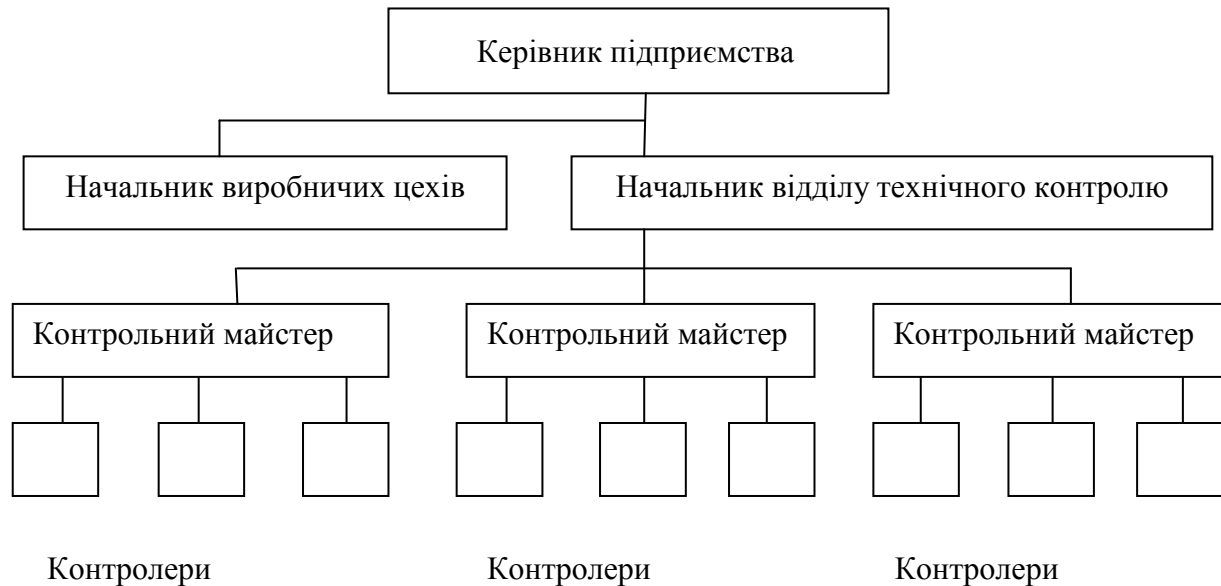 Керівник підприємства
Начальник виробничих цехів
Начальник відділу технічного контролю
Контрольний майстер
Контрольний майстер
Контрольний майстер
Контролери
Контролери
Контролери